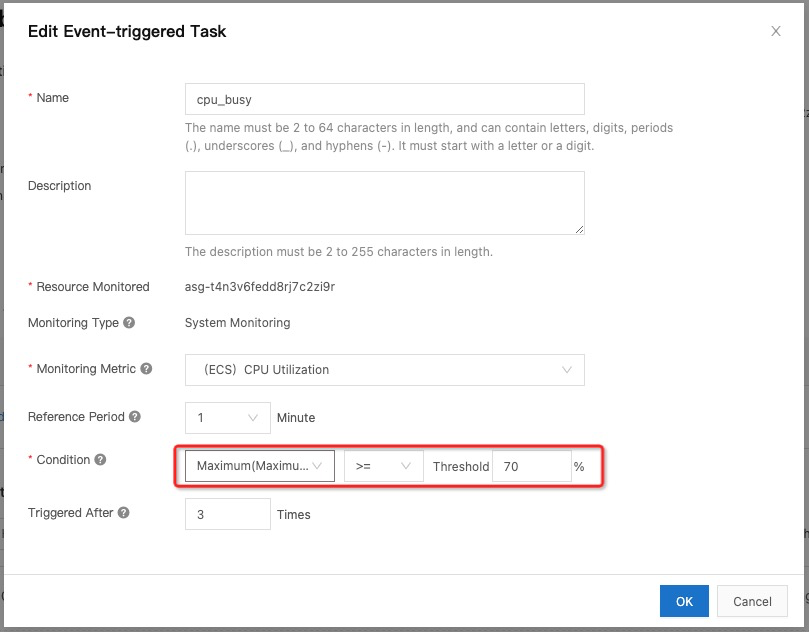 Edit Event-triggered Task
* Name
cpu_busy
The name must be 2 to 64 characters in length, and can contain letters, digits, periods
(.), underscores (_), and hyphens (-). It must start with a letter or a digit.
Description
The description must be 2 to 255 characters in length.
* Resource Monitored asg-t4n3v6fedd8rj7c2zi9r
Monitoring Type ? System Monitoring
* Monitoring Metric ? (ECS) CPU Utilization
Reference Period ? 1 Minute
* Condition ? Maximum(Maximu... >= Threshold 70 %
Triggered After ? 3 Times
OK Cancel